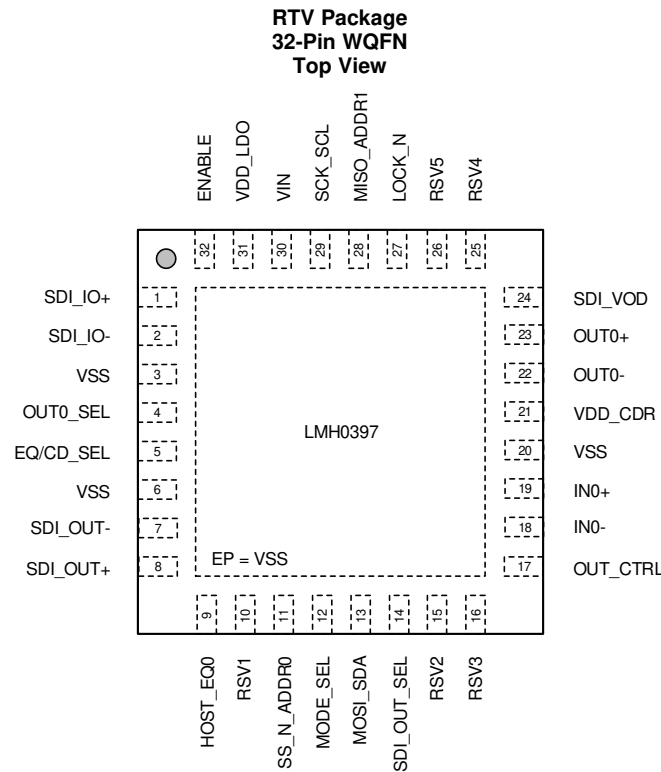 RTV Package
32-Pin WQFN
Top View
ENABLE
VDD_LDO
VIN
SCK_SCL
MISO_ADDR1
LOCK_N
RSV5
RSV4
32
31
30
29
28
27
26
25
SDI_IO+ 1
SDI_IO- 2
VSS 3
OUT0_SEL 4
EQ/CD_SEL 5
VSS 6
SDI_OUT- 7
SDI_OUT+ 8
LMH0397
EP = VSS
24 SDI_VOD
23 OUT0+
22 OUT0-
21 VDD_CDR
20 VSS
19 IN0+
18 IN0-
17 OUT_CTRL
9
10
11
12
13
14
15
16
HOST_EQ0
RSV1
SS_N_ADDR0
MODE_SEL
MOSI_SDA
SDI_OUT_SEL
RSV2
RSV3